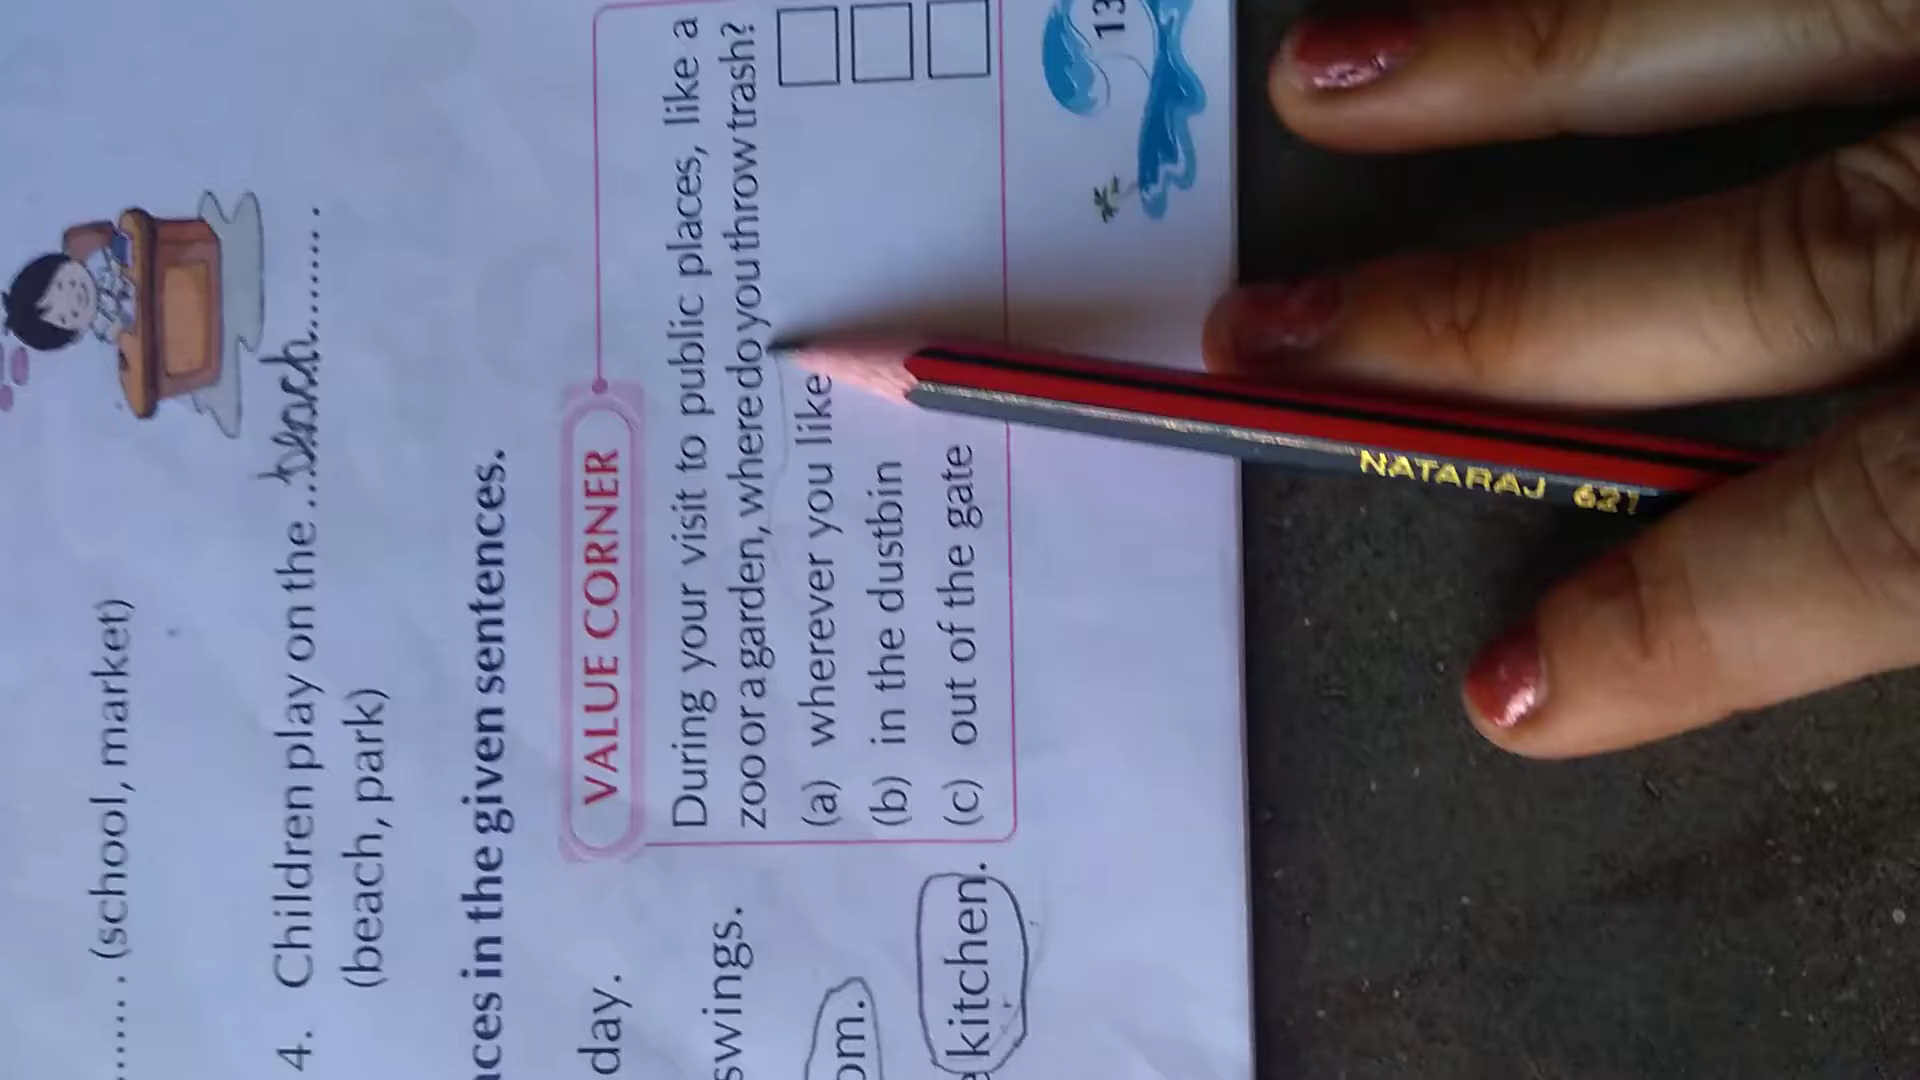 ....... (school, market)
4. Children play on the ...beach........
(beach, park)
nces in the given sentences.
day.
swings.
om.
kitchen.
VALUE CORNER
During your visit to public places, like a
zoo or a garden, where do you throw trash?
(a) wherever you like
(b) in the dustbin
(c) out of the gate
13
NATARAJ 621